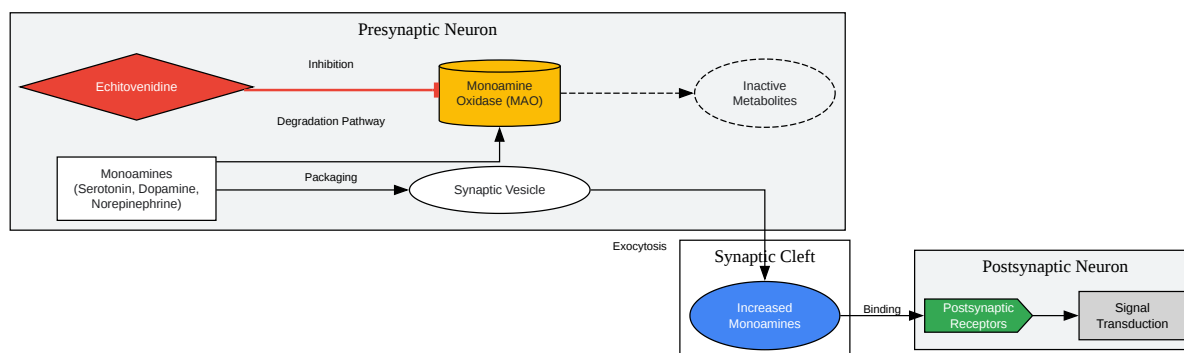 Presynaptic Neuron
Inhibition
Echitovenidine
Monoamine
Oxidase (MAO)
Inactive
Metabolites
Degradation Pathway
Monoamines
(Serotonin, Dopamine,
Norepinephrine)
Packaging
Synaptic Vesicle
Exocytosis
Synaptic Cleft
Increased
Monoamines
Binding
Postsynaptic Neuron
Postsynaptic
Receptors
Signal
Transduction